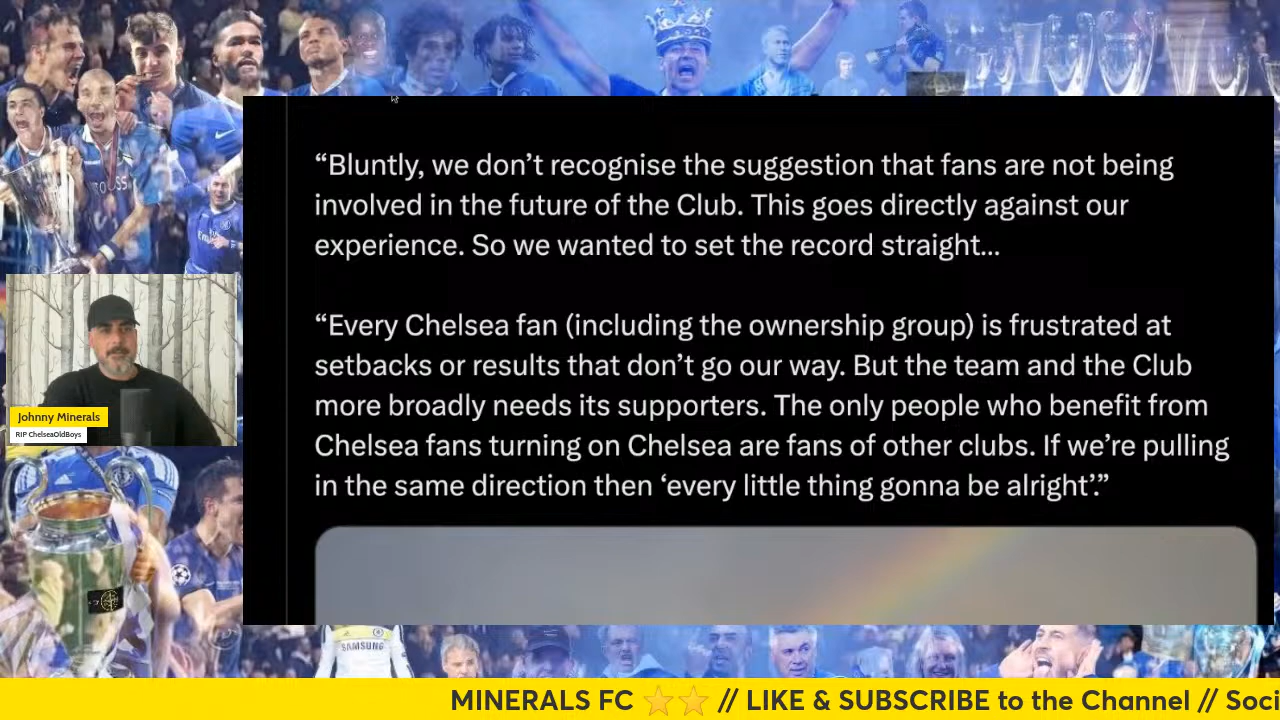 “Bluntly, we don’t recognise the suggestion that fans are not being
involved in the future of the Club. This goes directly against our
experience. So we wanted to set the record straight...
“Every Chelsea fan (including the ownership group) is frustrated at
setbacks or results that don’t go our way. But the team and the Club
more broadly needs its supporters. The only people who benefit from
Chelsea fans turning on Chelsea are fans of other clubs. If we’re pulling
in the same direction then ‘every little thing gonna be alright’.”
Johnny Minerals
RIP ChelseaOldBoys
SAMSUNG
MINERALS FC ⭐⭐ // LIKE & SUBSCRIBE to the Channel // Soci